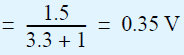 = 1.5 / 3.3 + 1 = 0.35 V